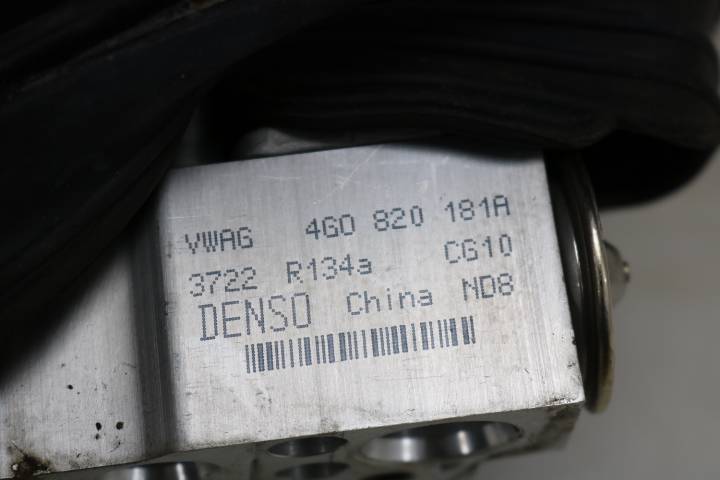 VWAG 4G0 820 181A
3722 R134a CG10
DENSO China ND8